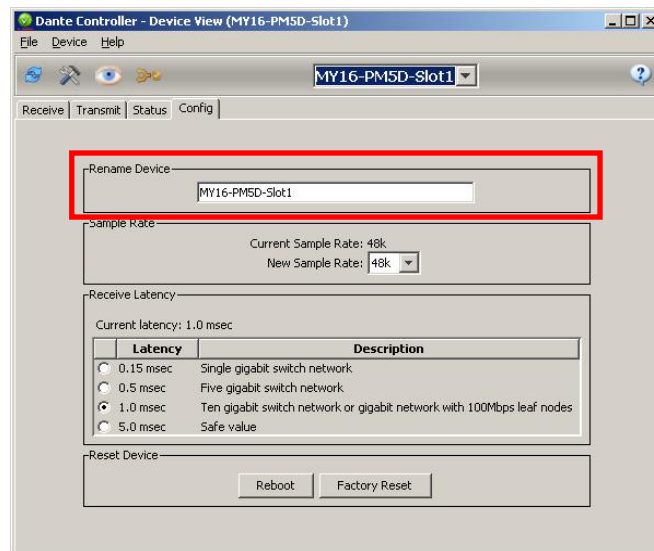 Dante Controller - Device View (MY16-PM5D-Slot1)
File Device Help
MY16-PM5D-Slot1
Receive Transmit Status Config
Rename Device
MY16-PM5D-Slot1
Sample Rate
Current Sample Rate: 48k
New Sample Rate: 48k
Receive Latency
Current latency: 1.0 msec
Latency Description
0.15 msec Single gigabit switch network
0.5 msec Five gigabit switch network
1.0 msec Ten gigabit switch network or gigabit network with 100Mbps leaf nodes
5.0 msec Safe value
Reset Device
Reboot Factory Reset